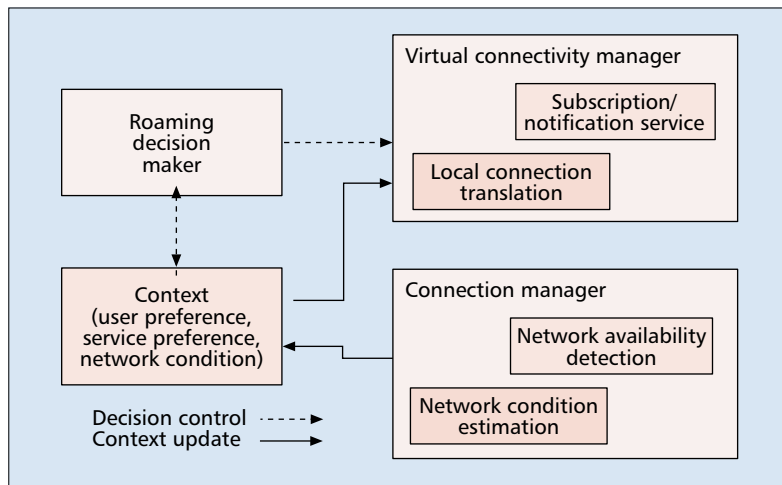 Virtual connectivity manager
Subscription/
notification service
Roaming
decision
maker
Local connection
translation
Context
(user preference,
service preference,
network condition)
Connection manager
Network availability
detection
Network condition
estimation
Decision control
Context update